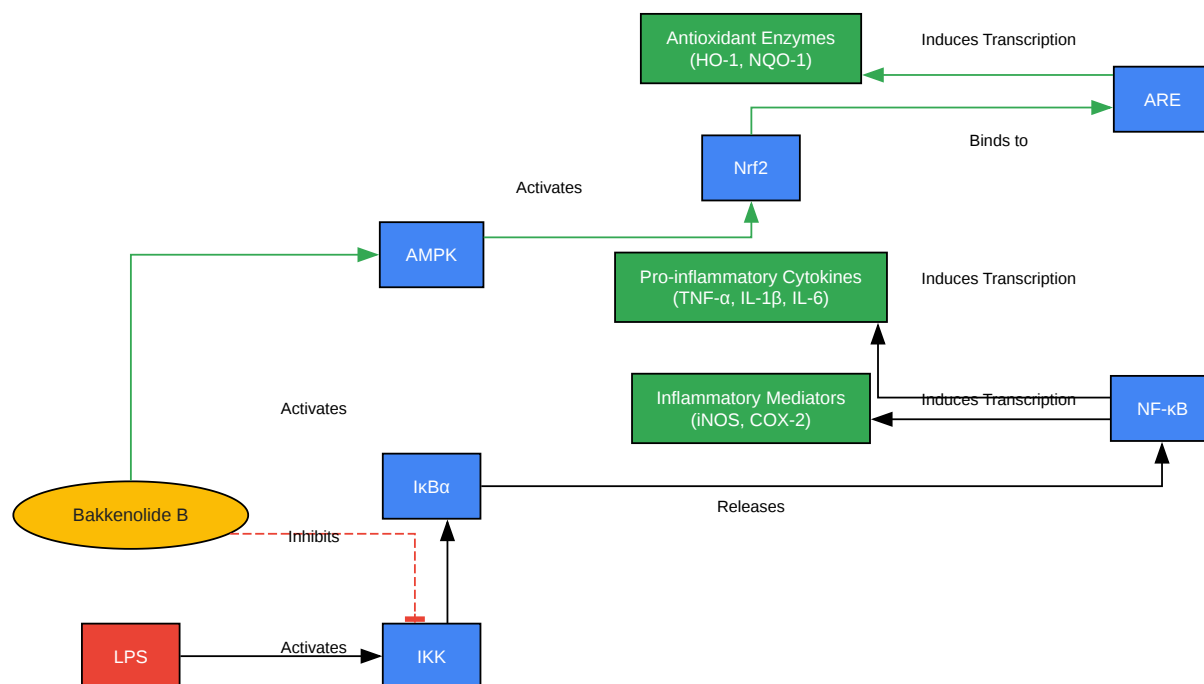 Antioxidant Enzymes
(HO-1, NQO-1)
Induces Transcription
ARE
Binds to
Nrf2
Activates
AMPK
Pro-inflammatory Cytokines
(TNF-α, IL-1β, IL-6)
Induces Transcription
Inflammatory Mediators
(iNOS, COX-2)
Induces Transcription
NF-κB
Activates
IκBα
Releases
Bakkenolide B
Inhibits
LPS
Activates
IKK